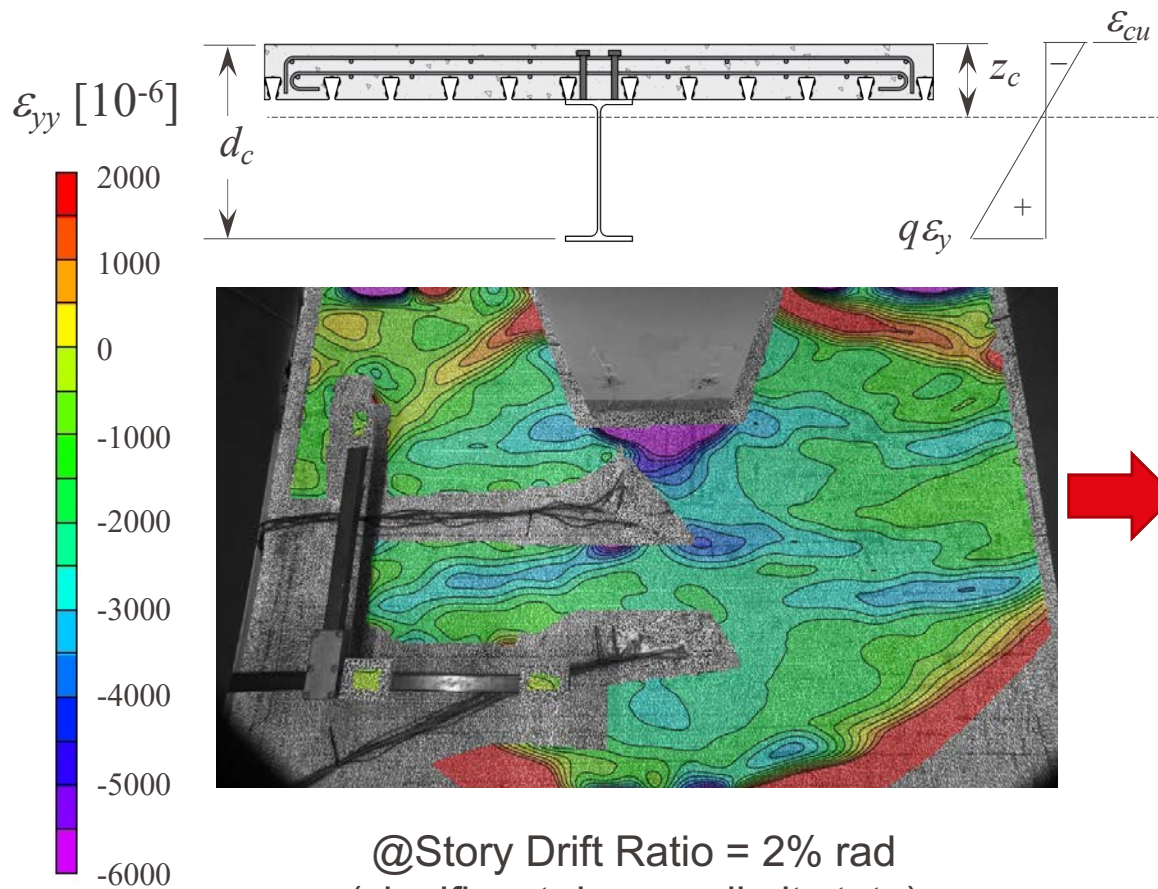 ε_cu
z_c
−
ε_yy [10^-6]
d_c
2000
+
qε_y
1000
0
-1000
-2000
-3000
-4000
-5000
-6000
@Story Drift Ratio = 2% rad